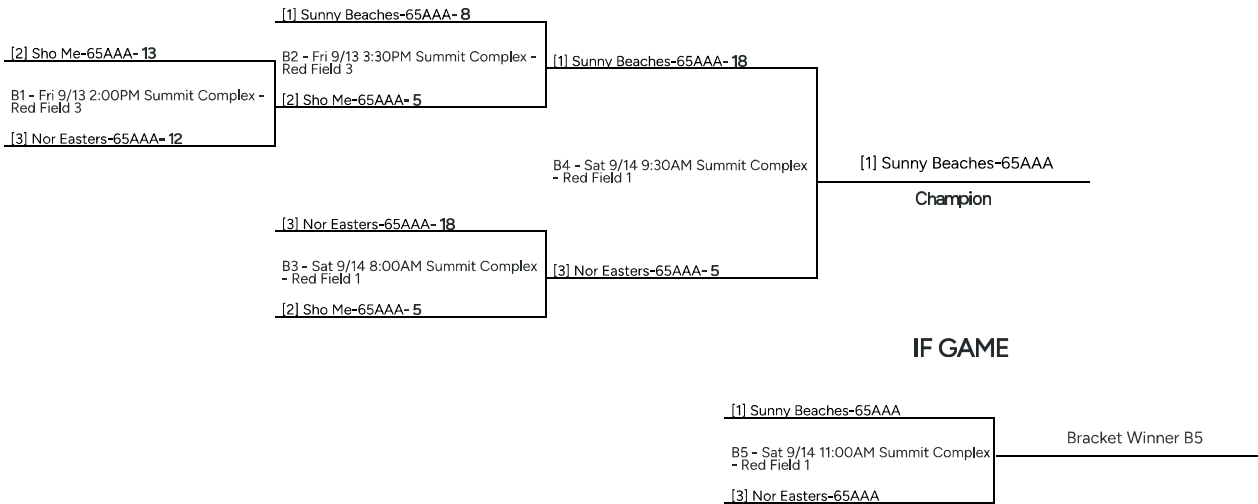 [1] Sunny Beaches-65AAA- 8
[2] Sho Me-65AAA- 13
B2 - Fri 9/13 3:30PM Summit Complex -
Red Field 3
[1] Sunny Beaches-65AAA- 18
B1 - Fri 9/13 2:00PM Summit Complex -
Red Field 3
[2] Sho Me-65AAA- 5
[3] Nor Easters-65AAA- 12
B4 - Sat 9/14 9:30AM Summit Complex
- Red Field 1
[1] Sunny Beaches-65AAA
Champion
[3] Nor Easters-65AAA- 18
B3 - Sat 9/14 8:00AM Summit Complex
- Red Field 1
[3] Nor Easters-65AAA- 5
[2] Sho Me-65AAA- 5
IF GAME
[1] Sunny Beaches-65AAA
B5 - Sat 9/14 11:00AM Summit Complex
- Red Field 1
Bracket Winner B5
[3] Nor Easters-65AAA